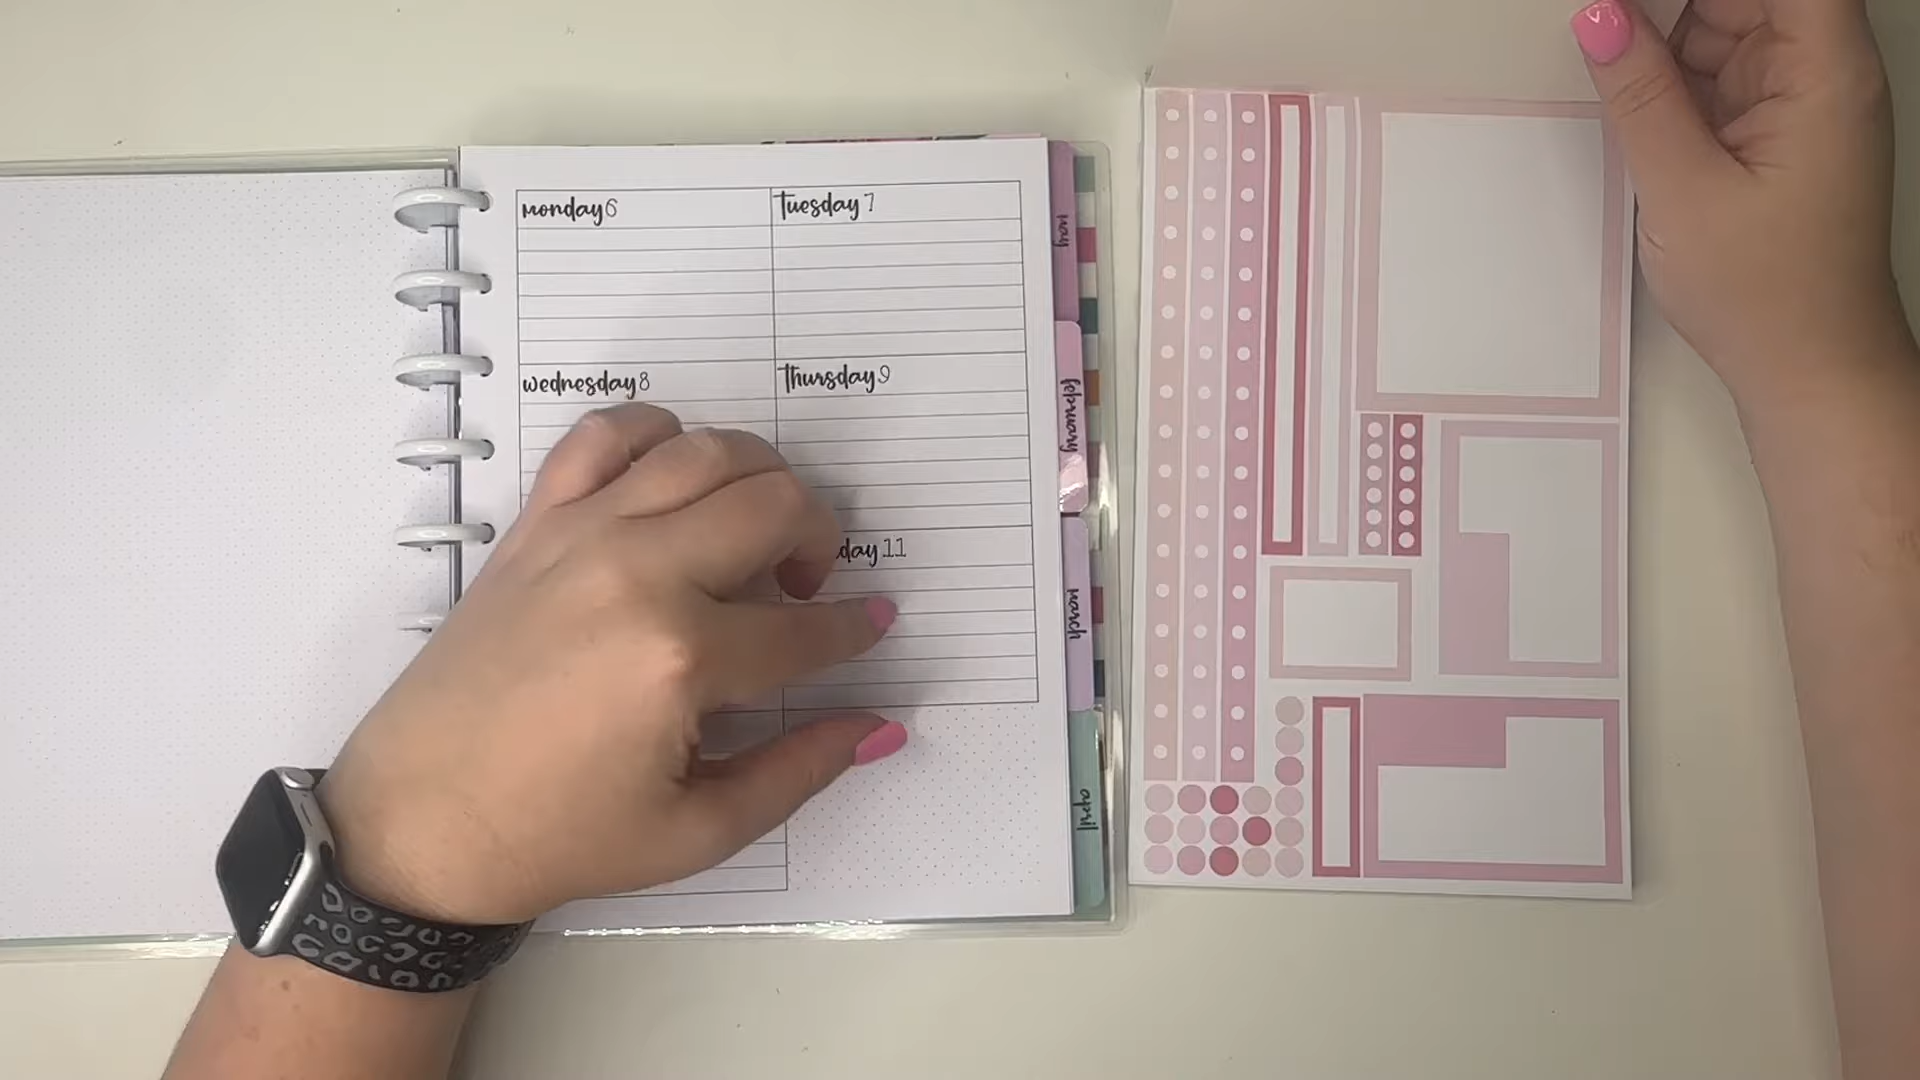 monday 6
Tuesday 7
wednesday 8
Thursday 9
day 11
may
february
march
april